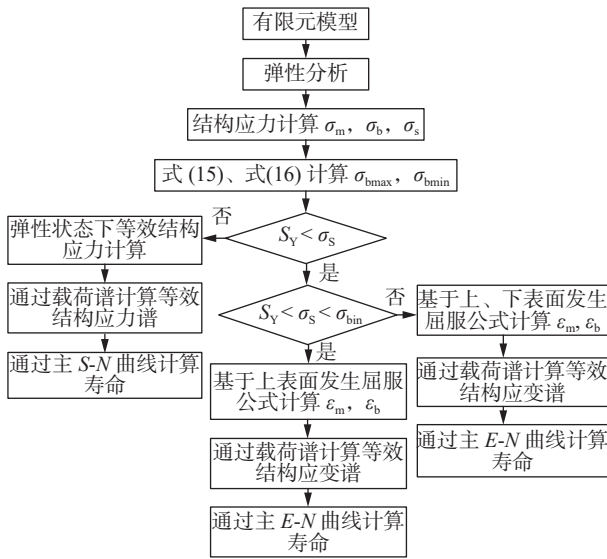 有限元模型
弹性分析
结构应力计算 σm，σb，σs
式 (15)、式(16) 计算 σbmax，σbmin
否
SY < σS
是
弹性状态下等效结构
应力计算
通过载荷谱计算等效
结构应力谱
通过主 S-N 曲线计算
寿命
SY < σS < σbin
否
是
基于上表面发生屈服
公式计算 εm，εb
通过载荷谱计算等效
结构应变谱
通过主 E-N 曲线计算
寿命
基于上、下表面发生
屈服公式计算 εm, εb
通过载荷谱计算等效
结构应变谱
通过主 E-N 曲线计算
寿命